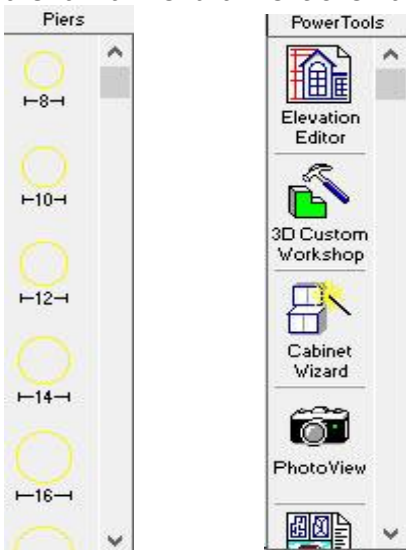 Piers
8
10
12
14
16
PowerTools
Elevation
Editor
3D Custom
Workshop
Cabinet
Wizard
PhotoView